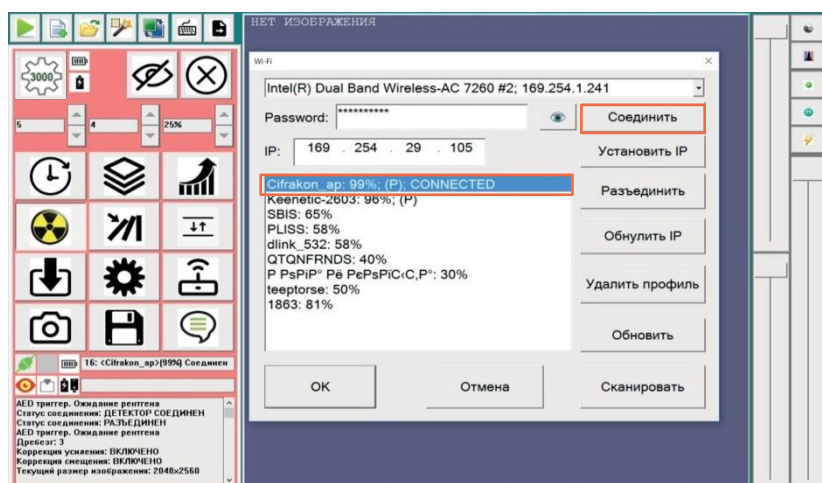 НЕТ ИЗОБРАЖЕНИЯ
3000
5
4
25%
16: <Cifrakon_ap>(99%) Соединен
AED триггер. Ожидание рентгена
Статус соединения: ДЕТЕКТОР СОЕДИНЕН
Статус соединения: РАЗЪЕДИНЕН
AED триггер. Ожидание рентгена
Дребезг: 3
Коррекция усиления: ВКЛЮЧЕНО
Коррекция смещения: ВКЛЮЧЕНО
Текущий размер изображения: 2048x2560
Wi-Fi
Intel(R) Dual Band Wireless-AC 7260 #2; 169.254.1.241
Password: **********
Соединить
IP: 169 . 254 . 29 . 105
Установить IP
Cifrakon_ap: 99%; (P); CONNECTED
Keenetic-2603: 96%; (P)
SBIS: 65%
PLISS: 58%
dlink_532: 58%
QTQNFRNDS: 40%
Р РѕРіР° Рё РєРѕРїС‹С‚Р°: 30%
teeptorse: 50%
1863: 81%
Разъединить
Обнулить IP
Удалить профиль
Обновить
OK
Отмена
Сканировать